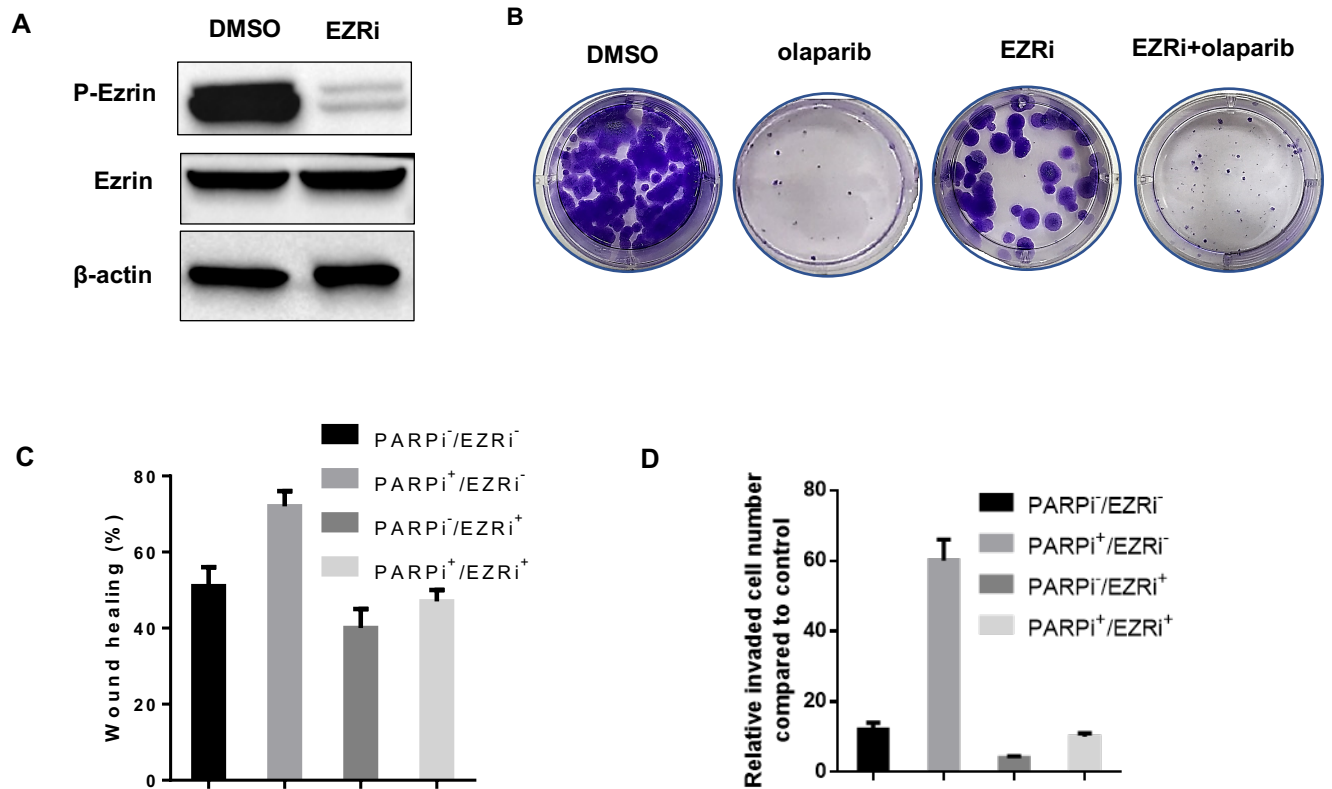 A
DMSO EZRi
P-Ezrin
Ezrin
β-actin
B
DMSO olaparib EZRi EZRi+olaparib
C
PARPi⁻/EZRi⁻
PARPi⁺/EZRi⁻
PARPi⁻/EZRi⁺
PARPi⁺/EZRi⁺
Wound healing (%)
80
60
40
20
0
D
PARPi⁻/EZRi⁻
PARPi⁺/EZRi⁻
PARPi⁻/EZRi⁺
PARPi⁺/EZRi⁺
Relative invaded cell number
compared to control
80
60
40
20
0